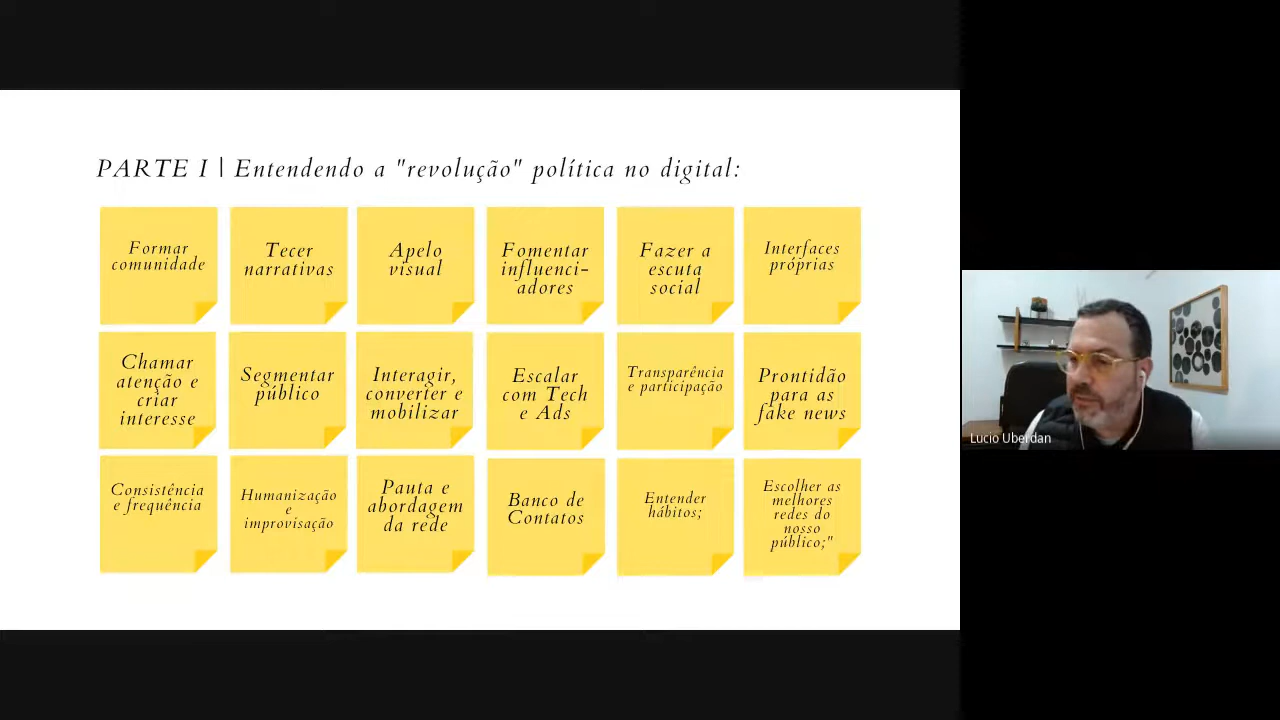 PARTE I | Entendendo a "revolução" política no digital:
Formar
comunidade
Tecer
narrativas
Apelo
visual
Fomentar
influenci-
adores
Fazer a
escuta
social
Interfaces
próprias
Chamar
atenção e
criar
interesse
Segmentar
público
Interagir,
converter e
mobilizar
Escalar
com Tech
e Ads
Transparência
e participação
Prontidão
para as
fake news
Consistência
e frequência
Humanização
e
improvisação
Pauta e
abordagem
da rede
Banco de
Contatos
Entender
hábitos;
Escolher as
melhores
redes do
nosso
público;"
Lucio Uberdan